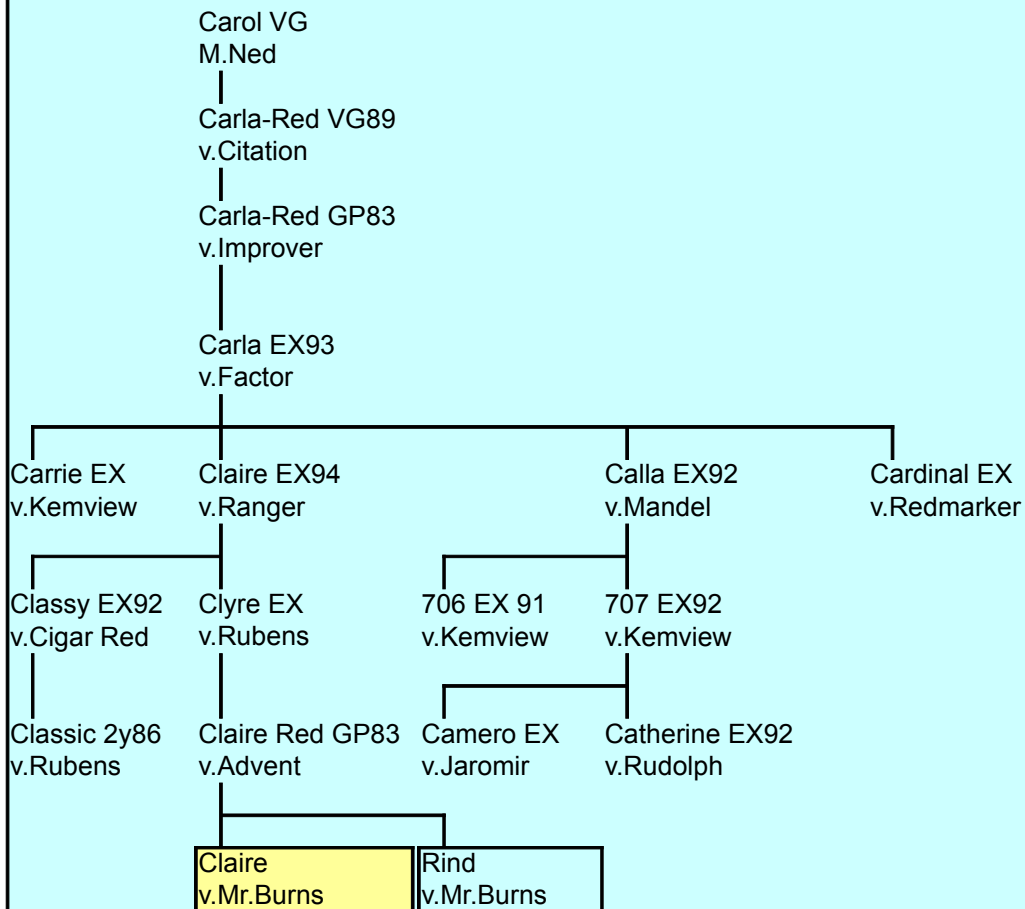 Carol VG
M.Ned
Carla-Red VG89
v.Citation
Carla-Red GP83
v.Improver
Carla EX93
v.Factor
Carrie EX
v.Kemview
Claire EX94
v.Ranger
Calla EX92
v.Mandel
Cardinal EX
v.Redmarker
Classy EX92
v.Cigar Red
Clyre EX
v.Rubens
706 EX 91
v.Kemview
707 EX92
v.Kemview
Classic 2y86
v.Rubens
Claire Red GP83
v.Advent
Camero EX
v.Jaromir
Catherine EX92
v.Rudolph
Claire
v.Mr.Burns
Rind
v.Mr.Burns